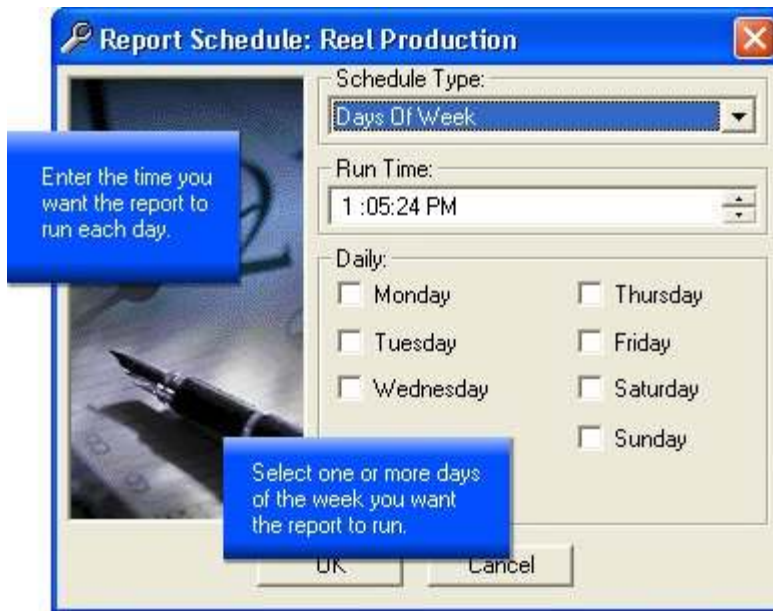 Report Schedule: Reel Production
Schedule Type:
Days Of Week
Enter the time you
want the report to
run each day.
Run Time:
1 :05:24 PM
Daily:
Monday
Thursday
Tuesday
Friday
Wednesday
Saturday
Sunday
Select one or more days
of the week you want
the report to run.
OK
Cancel